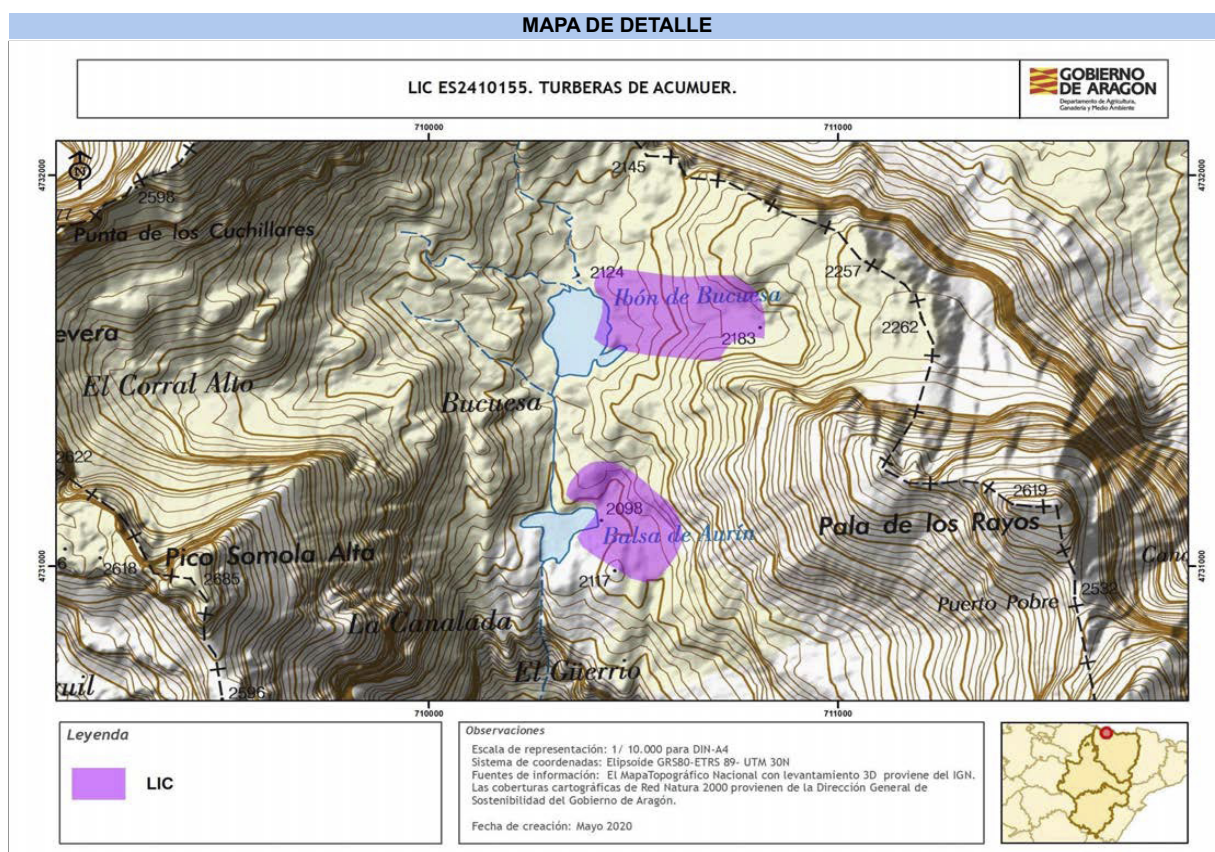 MAPA DE DETALLE
LIC ES2410155. TURBERAS DE ACUMUER.
GOBIERNO
DE ARAGON
Departamento de Agricultura,
Ganadería y Medio Ambiente
710000
711000
4732000
4732000
N
2145
2598
77
Punta de los Cuchillares
2124
2257
Ibón de Bucuesa
2183
2262
evera
El Corral Alto
Bucuesa
2622
2619
2098
Pala de los Rayos
Balsa de Aurín
Pico Somola Alta
6
2618
2685
2117
4731000
4731000
2532
Puerto Pobre
La Canalada
El Güerrio
uil
2596
710000
711000
Leyenda
LIC
Observaciones
Escala de representación: 1/ 10.000 para DIN-A4
Sistema de coordenadas: Elipsoide GRS80-ETRS 89- UTM 30N
Fuentes de información: El MapaTopográfico Nacional con levantamiento 3D proviene del IGN.
Las coberturas cartográficas de Red Natura 2000 provienen de la Dirección General de
Sostenibilidad del Gobierno de Aragón.
Fecha de creación: Mayo 2020